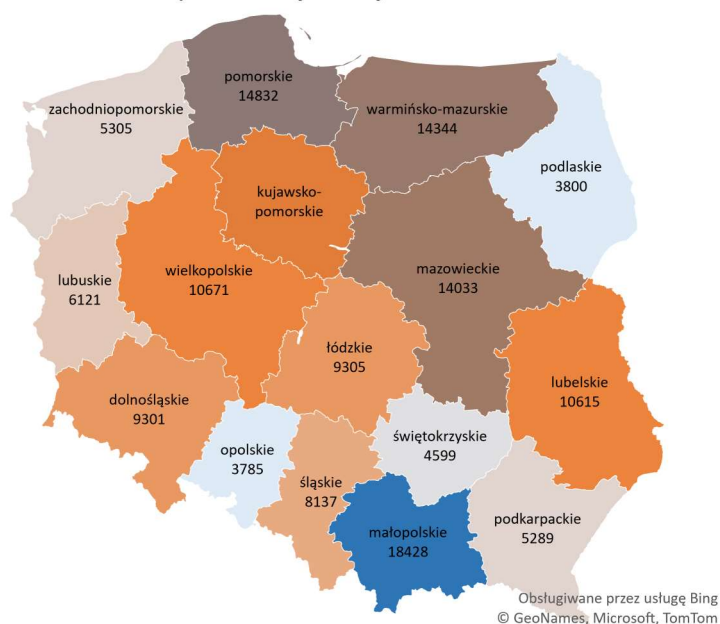 pomorskie
14832
warmińsko-mazurskie
14344
zachodniopomorskie
5305
podlaskie
3800
kujawsko-
pomorskie
wielkopolskie
10671
mazowieckie
14033
lubuskie
6121
łódzkie
9305
lubelskie
10615
dolnośląskie
9301
świętokrzyskie
4599
opolskie
3785
śląskie
8137
małopolskie
18428
podkarpackie
5289
Obsługiwane przez usługę Bing
© GeoNames, Microsoft, TomTom